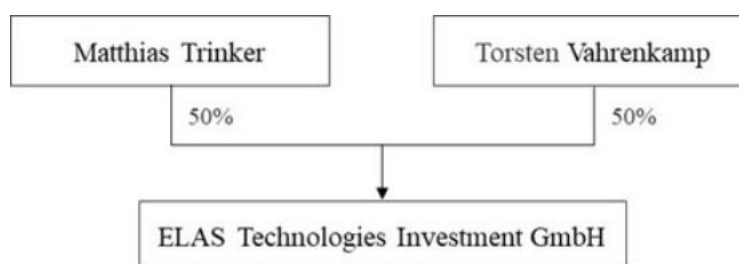 Matthias Trinker
Torsten Vahrenkamp
50%
50%
ELAS Technologies Investment GmbH